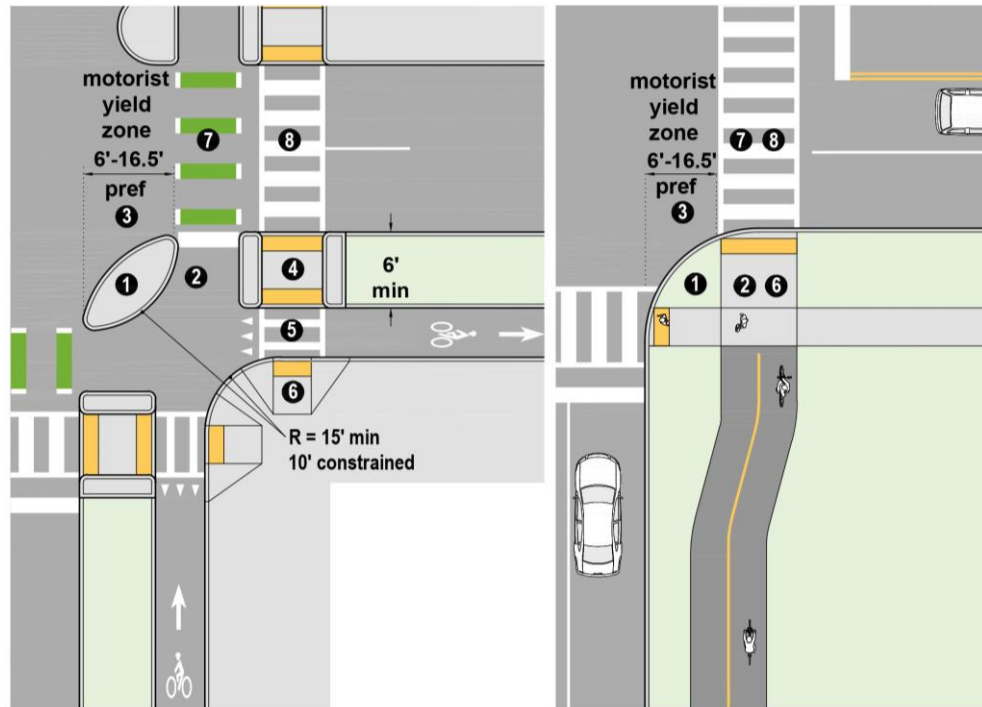 motorist
yield
zone
6'-16.5'
pref
3
7
8
1
2
4
6'
min
5
6
R = 15' min
10' constrained
motorist
yield
zone
6'-16.5'
pref
3
7 8
1
2 6